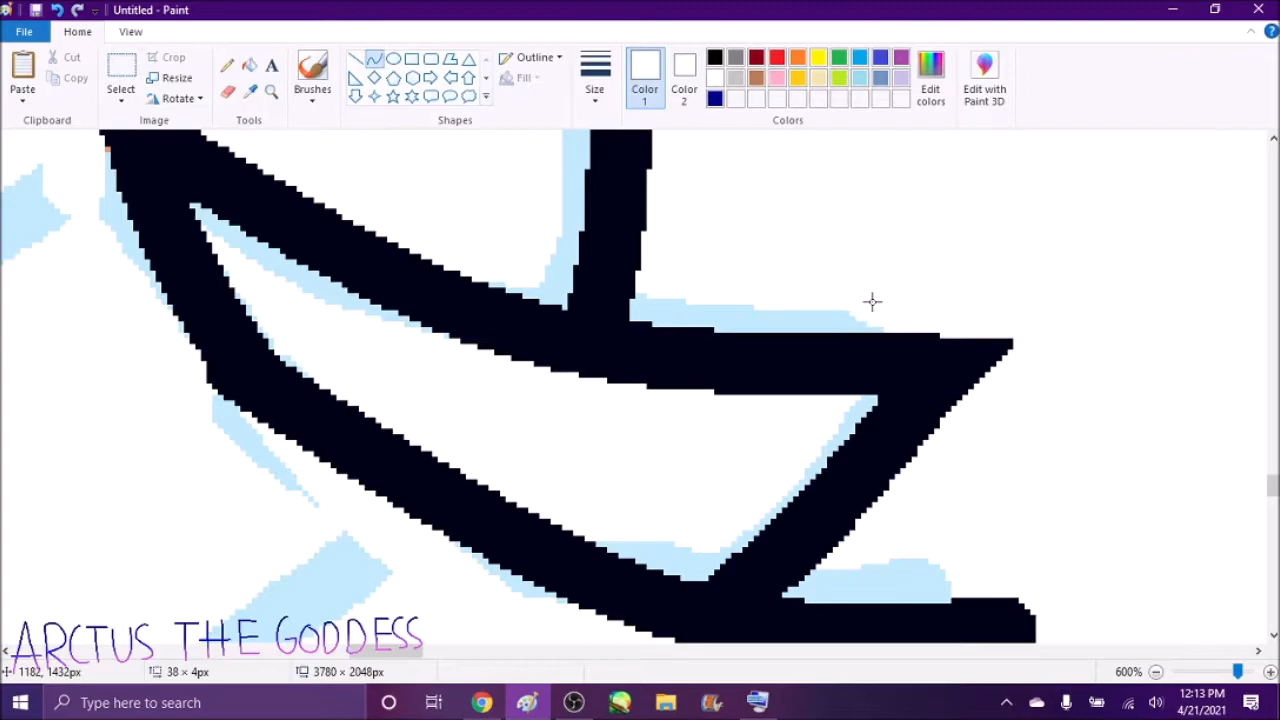 Untitled - Paint
File Home View
Paste
Cut
Copy
Clipboard
Select
Crop
Resize
Rotate
Image
A
Tools
Brushes
Outline
Fill
Shapes
Size
Color 1
Color 2
Edit colors
Colors
Edit with Paint 3D
ARCTUS THE GODDESS
1182, 1432px
38 × 4px
3780 × 2048px
600%
Type here to search
12:13 PM
4/21/2021